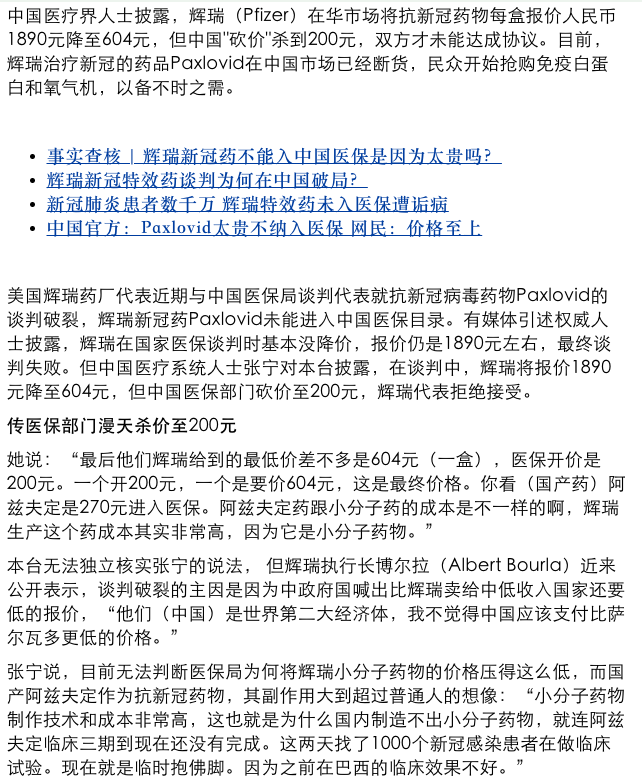 中国医疗界人士披露，辉瑞（Pfizer）在华市场将抗新冠药物每盒报价人民币
1890元降至604元，但中国"砍价"杀到200元，双方才未能达成协议。目前，
辉瑞治疗新冠的药品Paxlovid在中国市场已经断货，民众开始抢购免疫白蛋
白和氧气机，以备不时之需。
• 事实查核 | 辉瑞新冠药不能入中国医保是因为太贵吗？
• 辉瑞新冠特效药谈判为何在中国破局？
• 新冠肺炎患者数千万 辉瑞特效药未入医保遭诟病
• 中国官方：Paxlovid太贵不纳入医保 网民：价格至上
美国辉瑞药厂代表近期与中国医保局谈判代表就抗新冠病毒药物Paxlovid的
谈判破裂，辉瑞新冠药Paxlovid未能进入中国医保目录。有媒体引述权威人
士披露，辉瑞在国家医保谈判时基本没降价，报价仍是1890元左右，最终谈
判失败。但中国医疗系统人士张宁对本台披露，在谈判中，辉瑞将报价1890
元降至604元，但中国医保部门砍价至200元，辉瑞代表拒绝接受。
传医保部门漫天杀价至200元
她说：“最后他们辉瑞给到的最低价差不多是604元（一盒），医保开价是
200元。一个开200元，一个是要价604元，这是最终价格。你看（国产药）阿
兹夫定是270元进入医保。阿兹夫定药跟小分子药的成本是不一样的啊，辉瑞
生产这个药成本其实非常高，因为它是小分子药物。”
本台无法独立核实张宁的说法， 但辉瑞执行长博尔拉（Albert Bourla）近来
公开表示，谈判破裂的主因是因为中政府国喊出比辉瑞卖给中低收入国家还要
低的报价，“他们（中国）是世界第二大经济体，我不觉得中国应该支付比萨
尔瓦多更低的价格。”
张宁说，目前无法判断医保局为何将辉瑞小分子药物的价格压得这么低，而国
产阿兹夫定作为抗新冠药物，其副作用大到超过普通人的想像：“小分子药物
制作技术和成本非常高，这也就是为什么国内制造不出小分子药物，就连阿兹
夫定临床三期到现在还没有完成。这两天找了1000个新冠感染患者在做临床
试验。现在就是临时抱佛脚。因为之前在巴西的临床效果不好。”